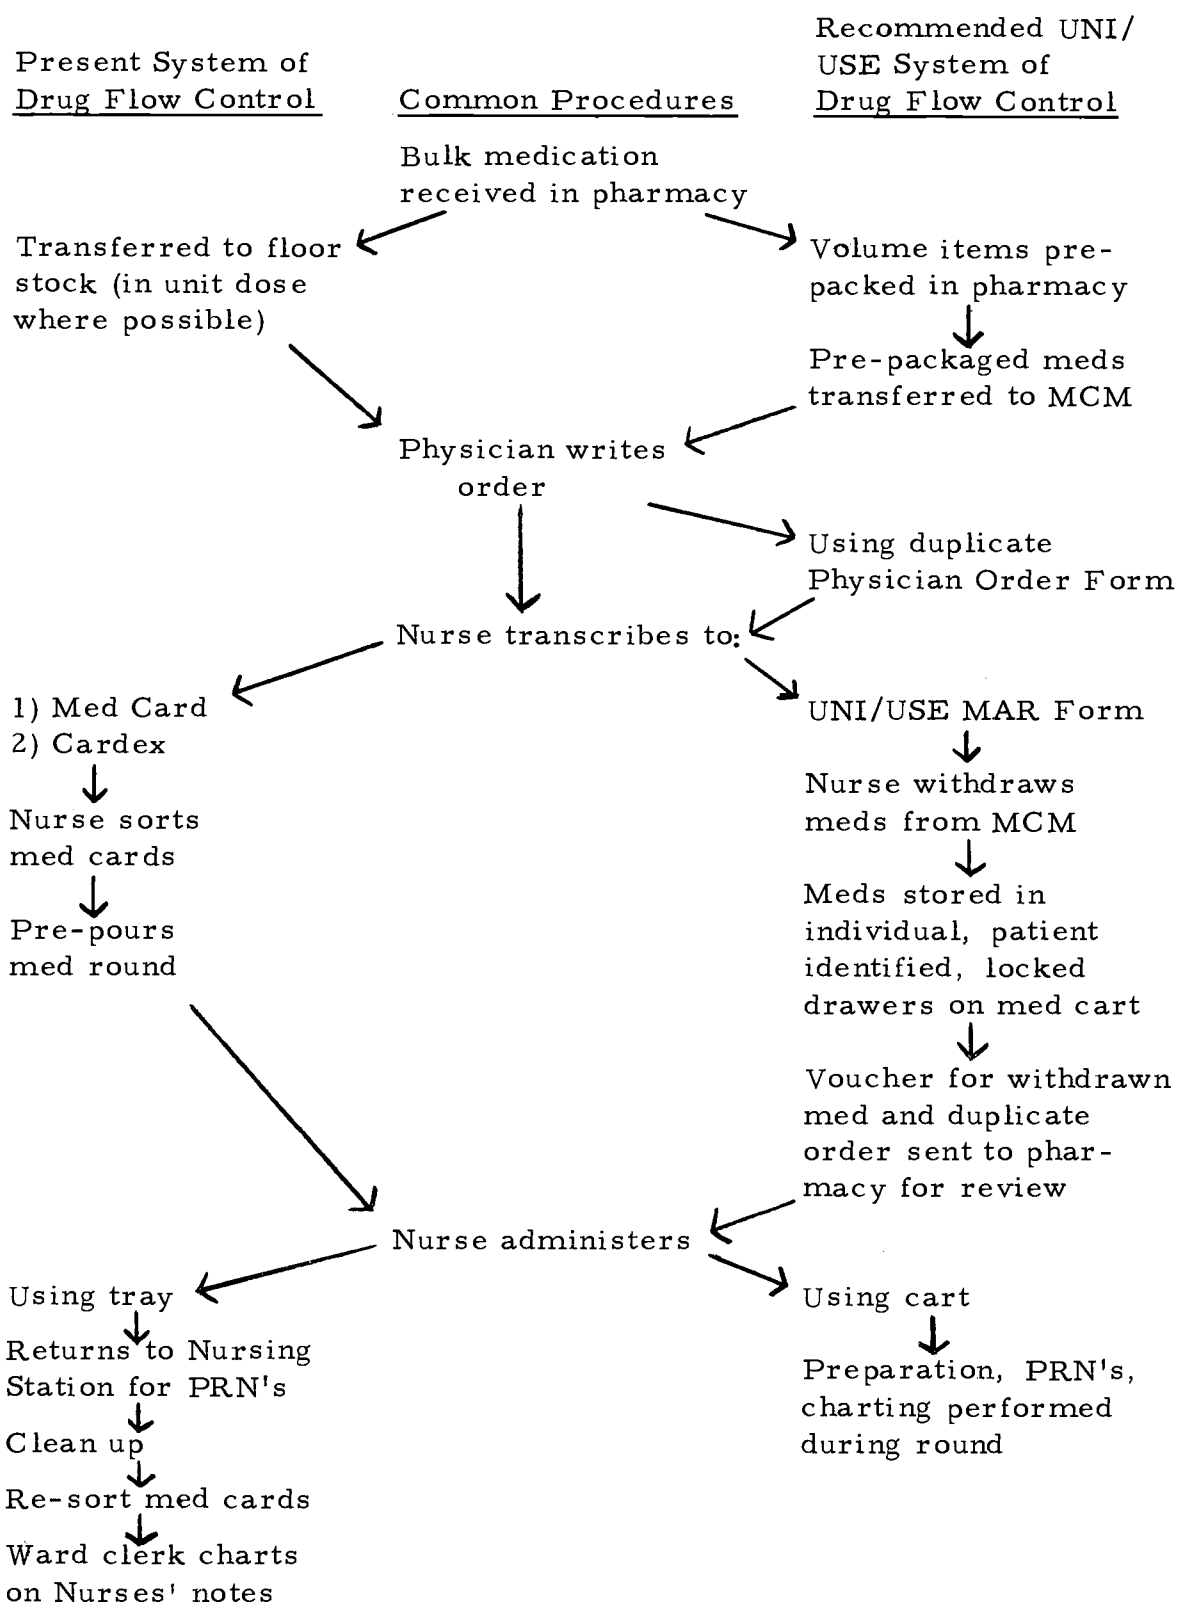 Present System of
Drug Flow Control
Common Procedures
Recommended UNI/
USE System of
Drug Flow Control
Bulk medication
received in pharmacy
Transferred to floor
stock (in unit dose
where possible)
Volume items pre-
packed in pharmacy
Pre-packaged meds
transferred to MCM
Physician writes
order
Using duplicate
Physician Order Form
Nurse transcribes to:
1) Med Card
2) Cardex
Nurse sorts
med cards
Pre-pours
med round
UNI/USE MAR Form
Nurse withdraws
meds from MCM
Meds stored in
individual, patient
identified, locked
drawers on med cart
Voucher for withdrawn
med and duplicate
order sent to phar-
macy for review
Nurse administers
Using tray
Returns to Nursing
Station for PRN's
Clean up
Re-sort med cards
Ward clerk charts
on Nurses' notes
Using cart
Preparation, PRN's,
charting performed
during round